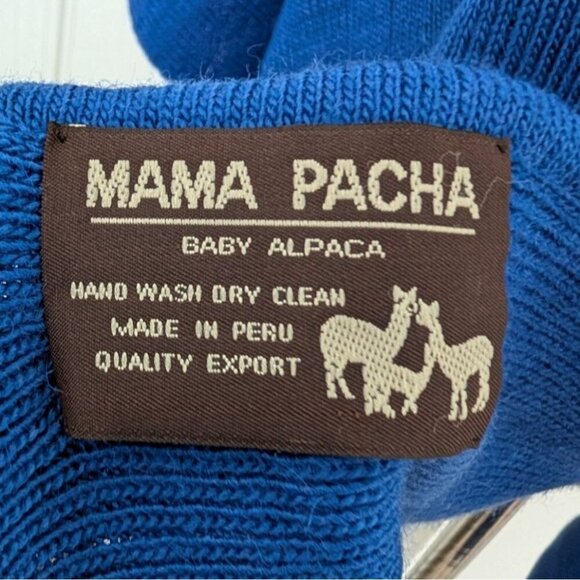 MAMA PACHA
BABY ALPACA
HAND WASH DRY CLEAN
MADE IN PERU
QUALITY EXPORT